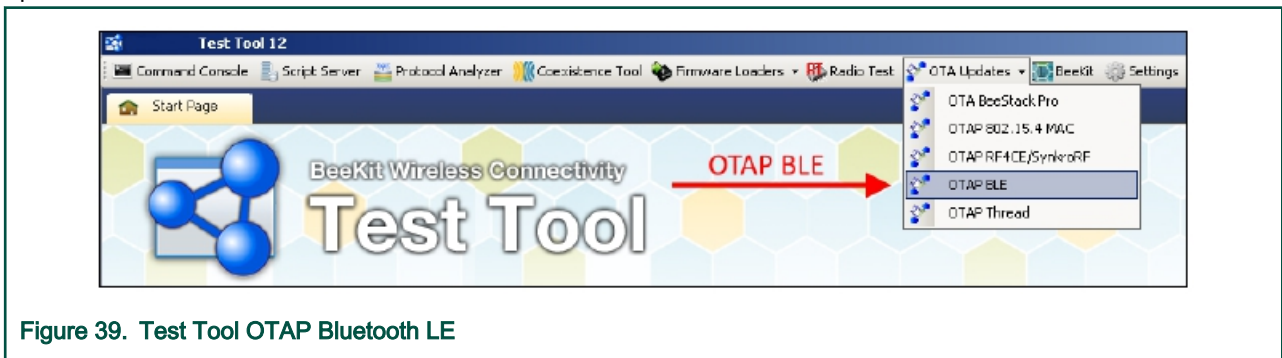 Test Tool 12
Command Console Script Server Protocol Analyzer Coexistence Tool Firmware Loaders Radio Test OTA Updates BeeKit Settings
Start Page
OTA BeeStack Pro
OTAP 802.15.4 MAC
OTAP RF4CE/SynkroRF
OTAP BLE
OTAP Thread
BeeKit Wireless Connectivity
Test Tool
OTAP BLE
Figure 39. Test Tool OTAP Bluetooth LE